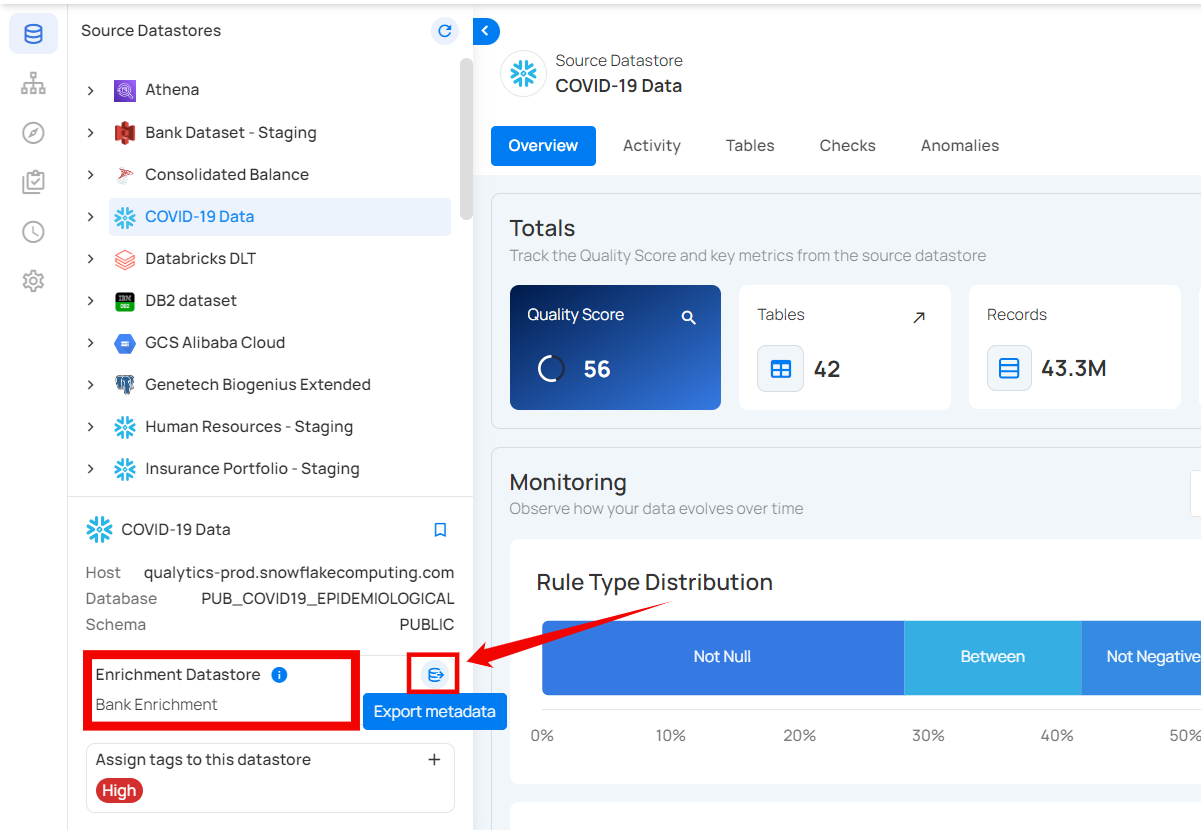 Source Datastores
Athena
Bank Dataset - Staging
Consolidated Balance
COVID-19 Data
Databricks DLT
IBM
DB2
DB2 dataset
GCS Alibaba Cloud
Genetech Biogenius Extended
Human Resources - Staging
Insurance Portfolio - Staging
COVID-19 Data
Host qualytics-prod.snowflakecomputing.com
Database PUB_COVID19_EPIDEMIOLOGICAL
Schema PUBLIC
Enrichment Datastore i
Bank Enrichment
Export metadata
Assign tags to this datastore +
High
Source Datastore
COVID-19 Data
Overview Activity Tables Checks Anomalies
Totals
Track the Quality Score and key metrics from the source datastore
Quality Score
56
Tables
42
Records
43.3M
Monitoring
Observe how your data evolves over time
Rule Type Distribution
Not Null Between Not Negative
0% 10% 20% 30% 40% 50%